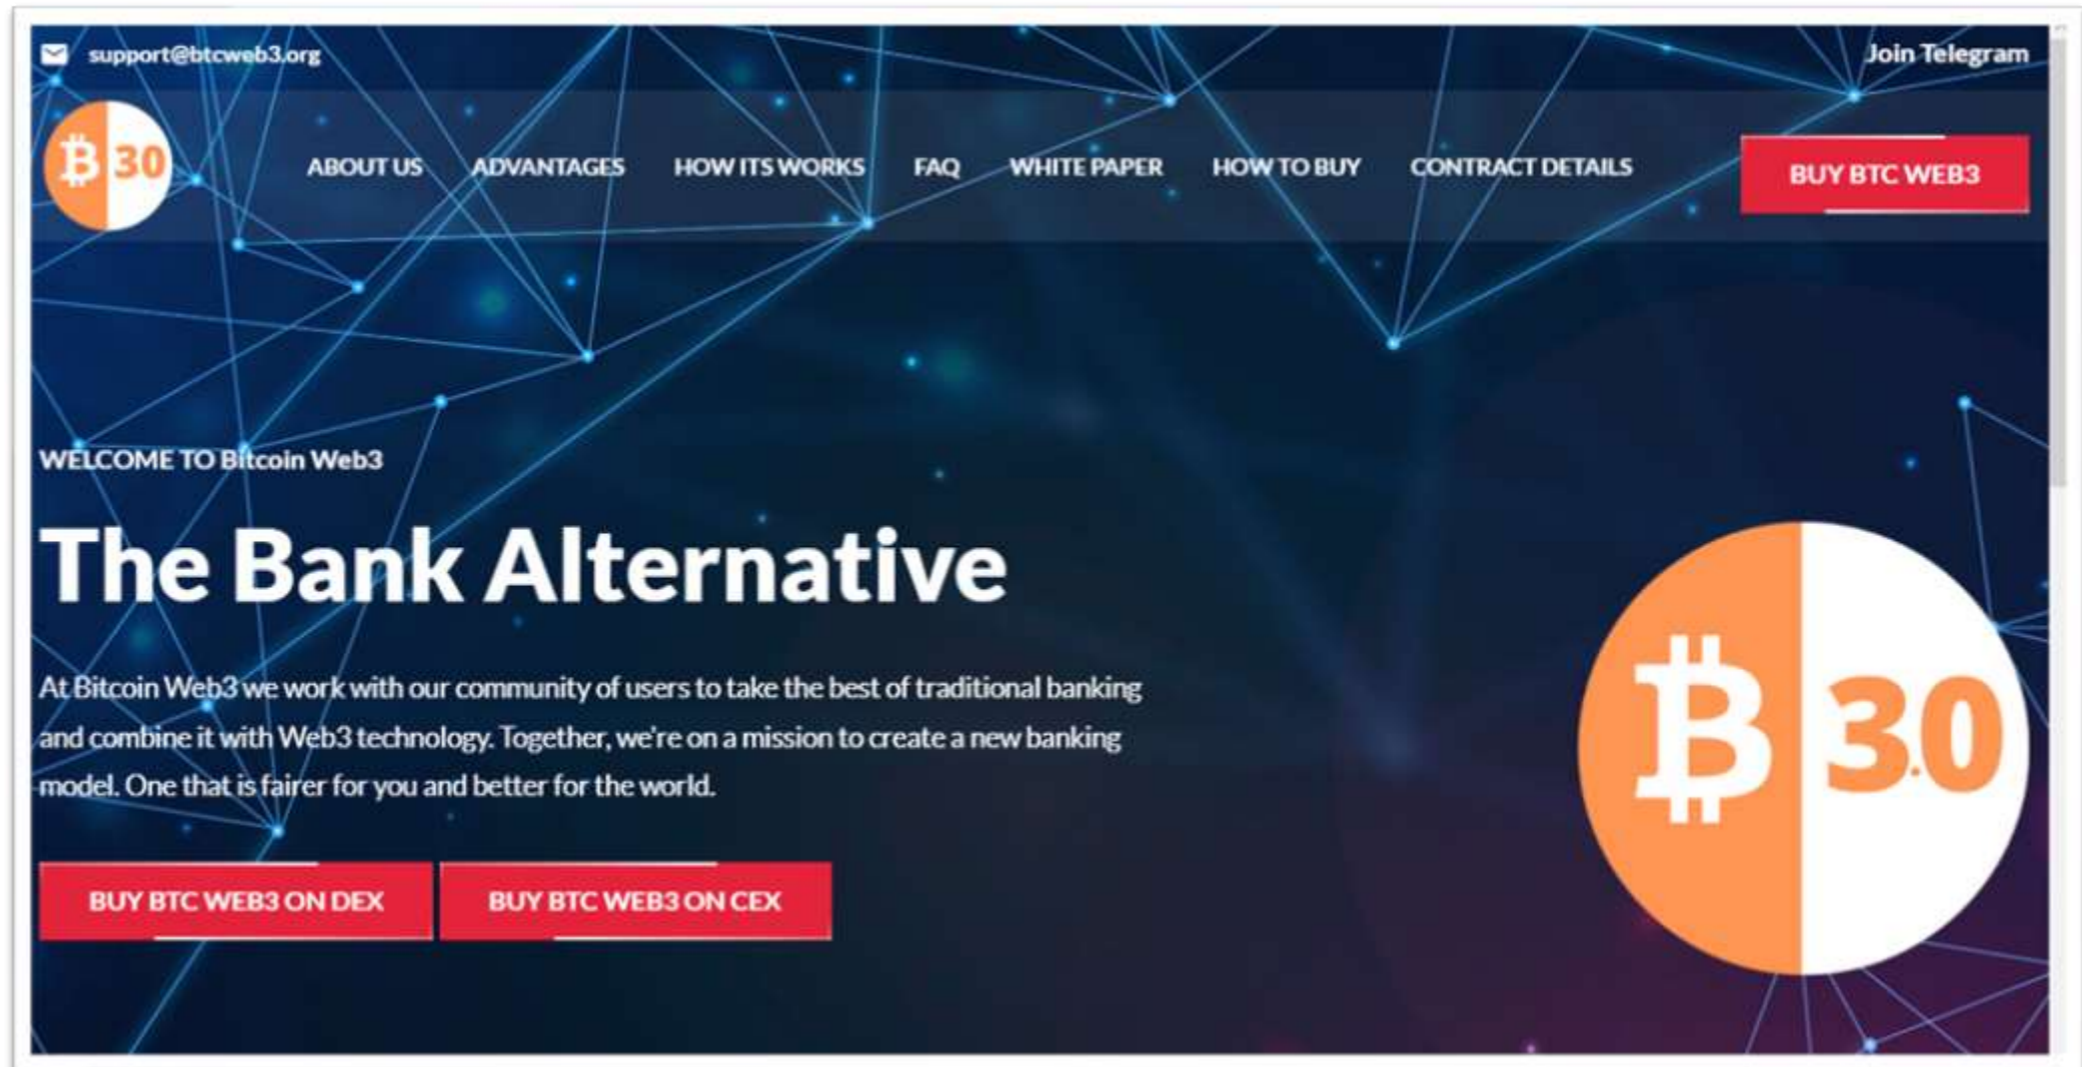 support@btcweb3.org
Join Telegram
₿ 30
ABOUT US ADVANTAGES HOW ITS WORKS FAQ WHITE PAPER HOW TO BUY CONTRACT DETAILS
BUY BTC WEB3
WELCOME TO Bitcoin Web3
The Bank Alternative
At Bitcoin Web3 we work with our community of users to take the best of traditional banking
and combine it with Web3 technology. Together, we're on a mission to create a new banking
model. One that is fairer for you and better for the world.
BUY BTC WEB3 ON DEX BUY BTC WEB3 ON CEX
₿ 3.0